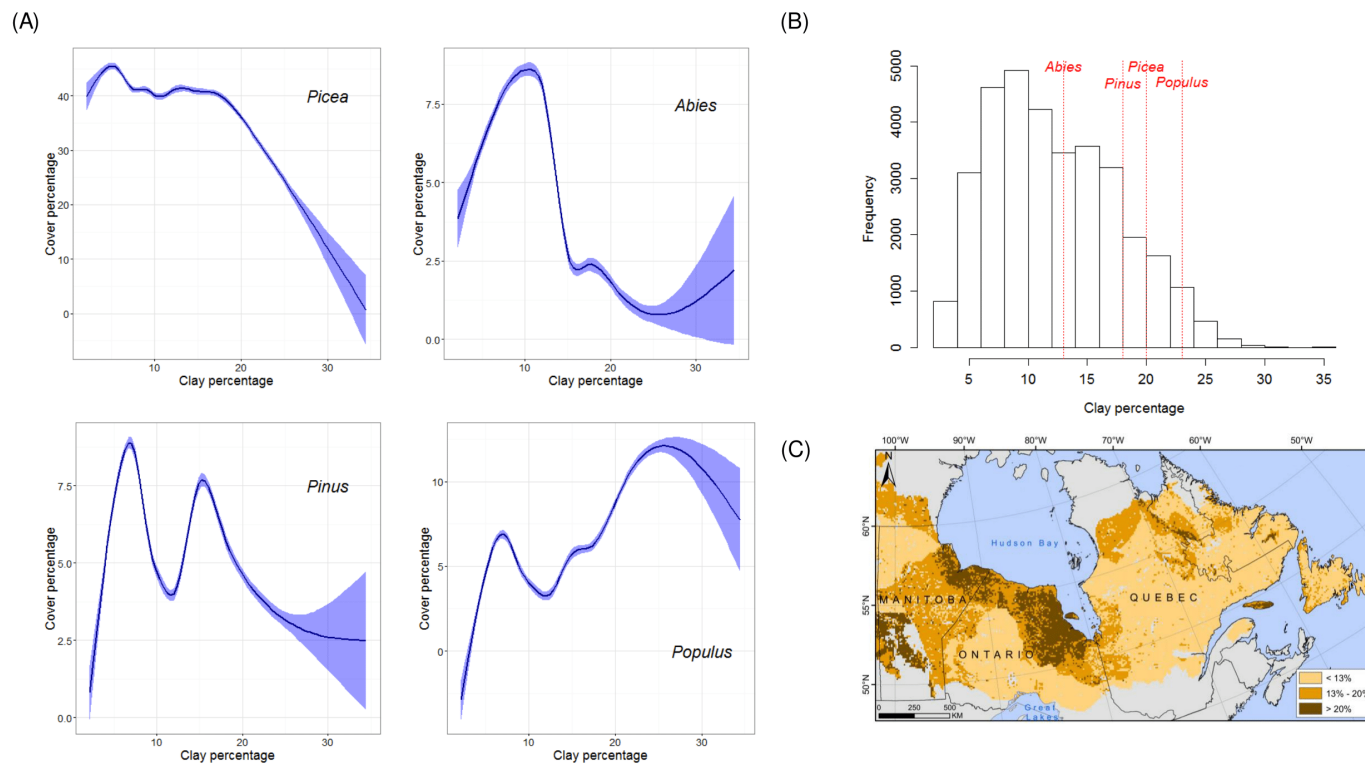 (A)
Picea
40
30
20
10
0
10
20
30
Clay percentage
Cover percentage
Abies
7.5
5.0
2.5
0.0
10
20
30
Clay percentage
Cover percentage
Pinus
7.5
5.0
2.5
0.0
10
20
30
Clay percentage
Cover percentage
Populus
10
5
0
10
20
30
Clay percentage
Cover percentage
(B)
Abies
Picea
Pinus
Populus
5000
4000
3000
2000
1000
0
Frequency
5
10
15
20
25
30
35
Clay percentage
(C)
100°W
90°W
80°W
70°W
60°W
50°W
N
60°N
55°N
50°N
Hudson Bay
MANITOBA
QUEBEC
ONTARIO
Great
Lakes
0
250
500
KM
< 13%
13% - 20%
> 20%